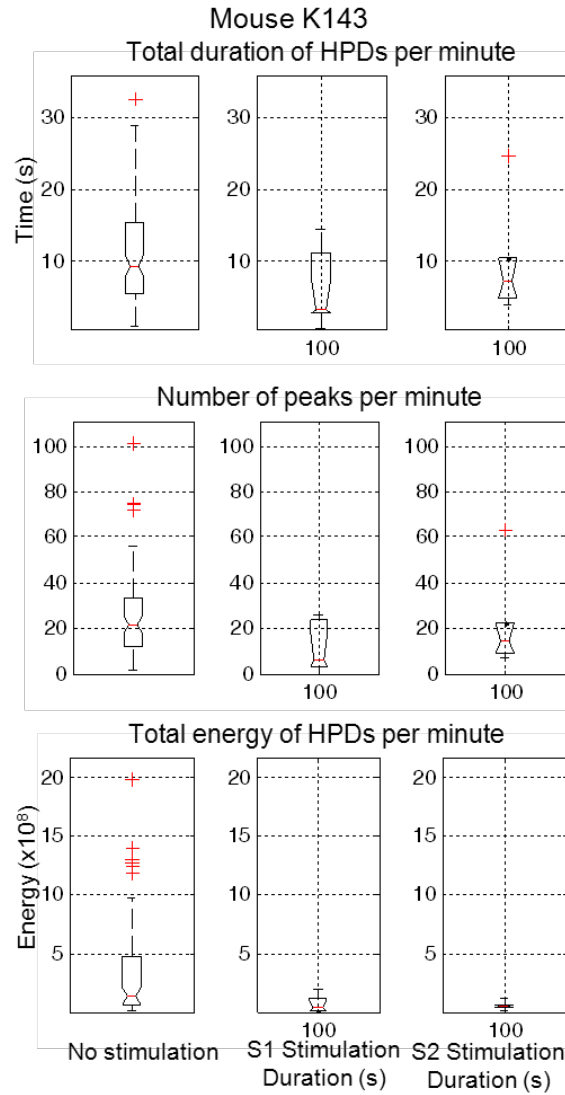 Mouse K143
Total duration of HPDs per minute
Time (s)
30 30 30
20 20 20
10 10 10
100 100
Number of peaks per minute
100 100 100
80 80 80
60 60 60
40 40 40
20 20 20
0 0 0
100 100
Total energy of HPDs per minute
Energy (x10⁸)
20 20 20
15 15 15
10 10 10
5 5 5
100 100
No stimulation S1 Stimulation S2 Stimulation
Duration (s) Duration (s)